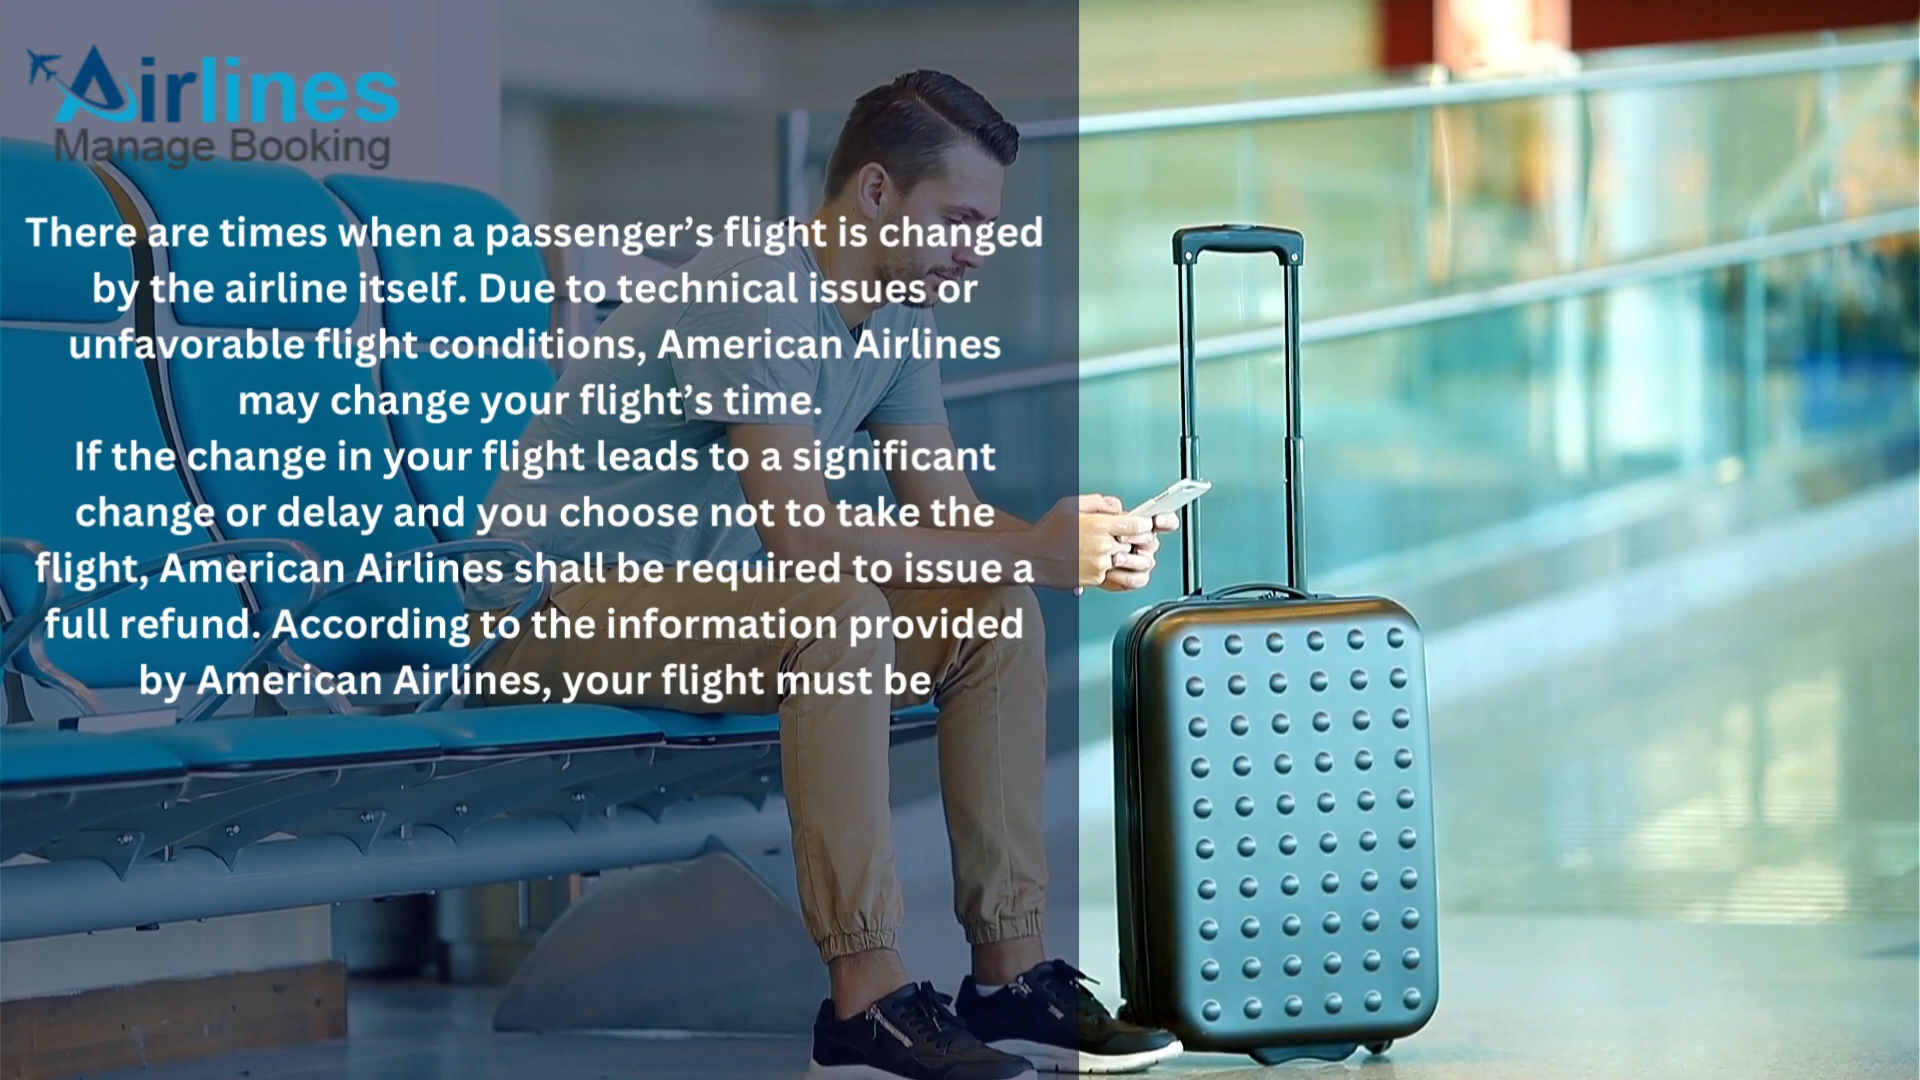 Airlines
Manage Booking
There are times when a passenger’s flight is changed
by the airline itself. Due to technical issues or
unfavorable flight conditions, American Airlines
may change your flight’s time.
If the change in your flight leads to a significant
change or delay and you choose not to take the
flight, American Airlines shall be required to issue a
full refund. According to the information provided
by American Airlines, your flight must be